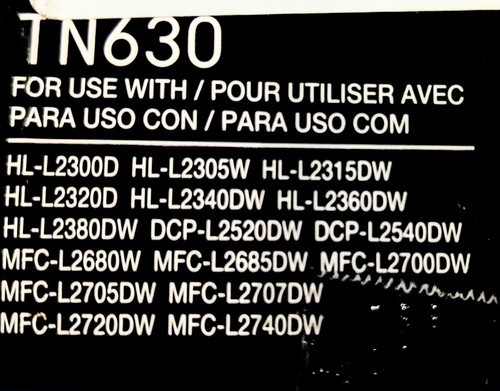 TN630
FOR USE WITH / POUR UTILISER AVEC
PARA USO CON / PARA USO COM
HL-L2300D HL-L2305W HL-L2315DW
HL-L2320D HL-L2340DW HL-L2360DW
HL-L2380DW DCP-L2520DW DCP-L2540DW
MFC-L2680W MFC-L2685DW MFC-L2700DW
MFC-L2705DW MFC-L2707DW
MFC-L2720DW MFC-L2740DW